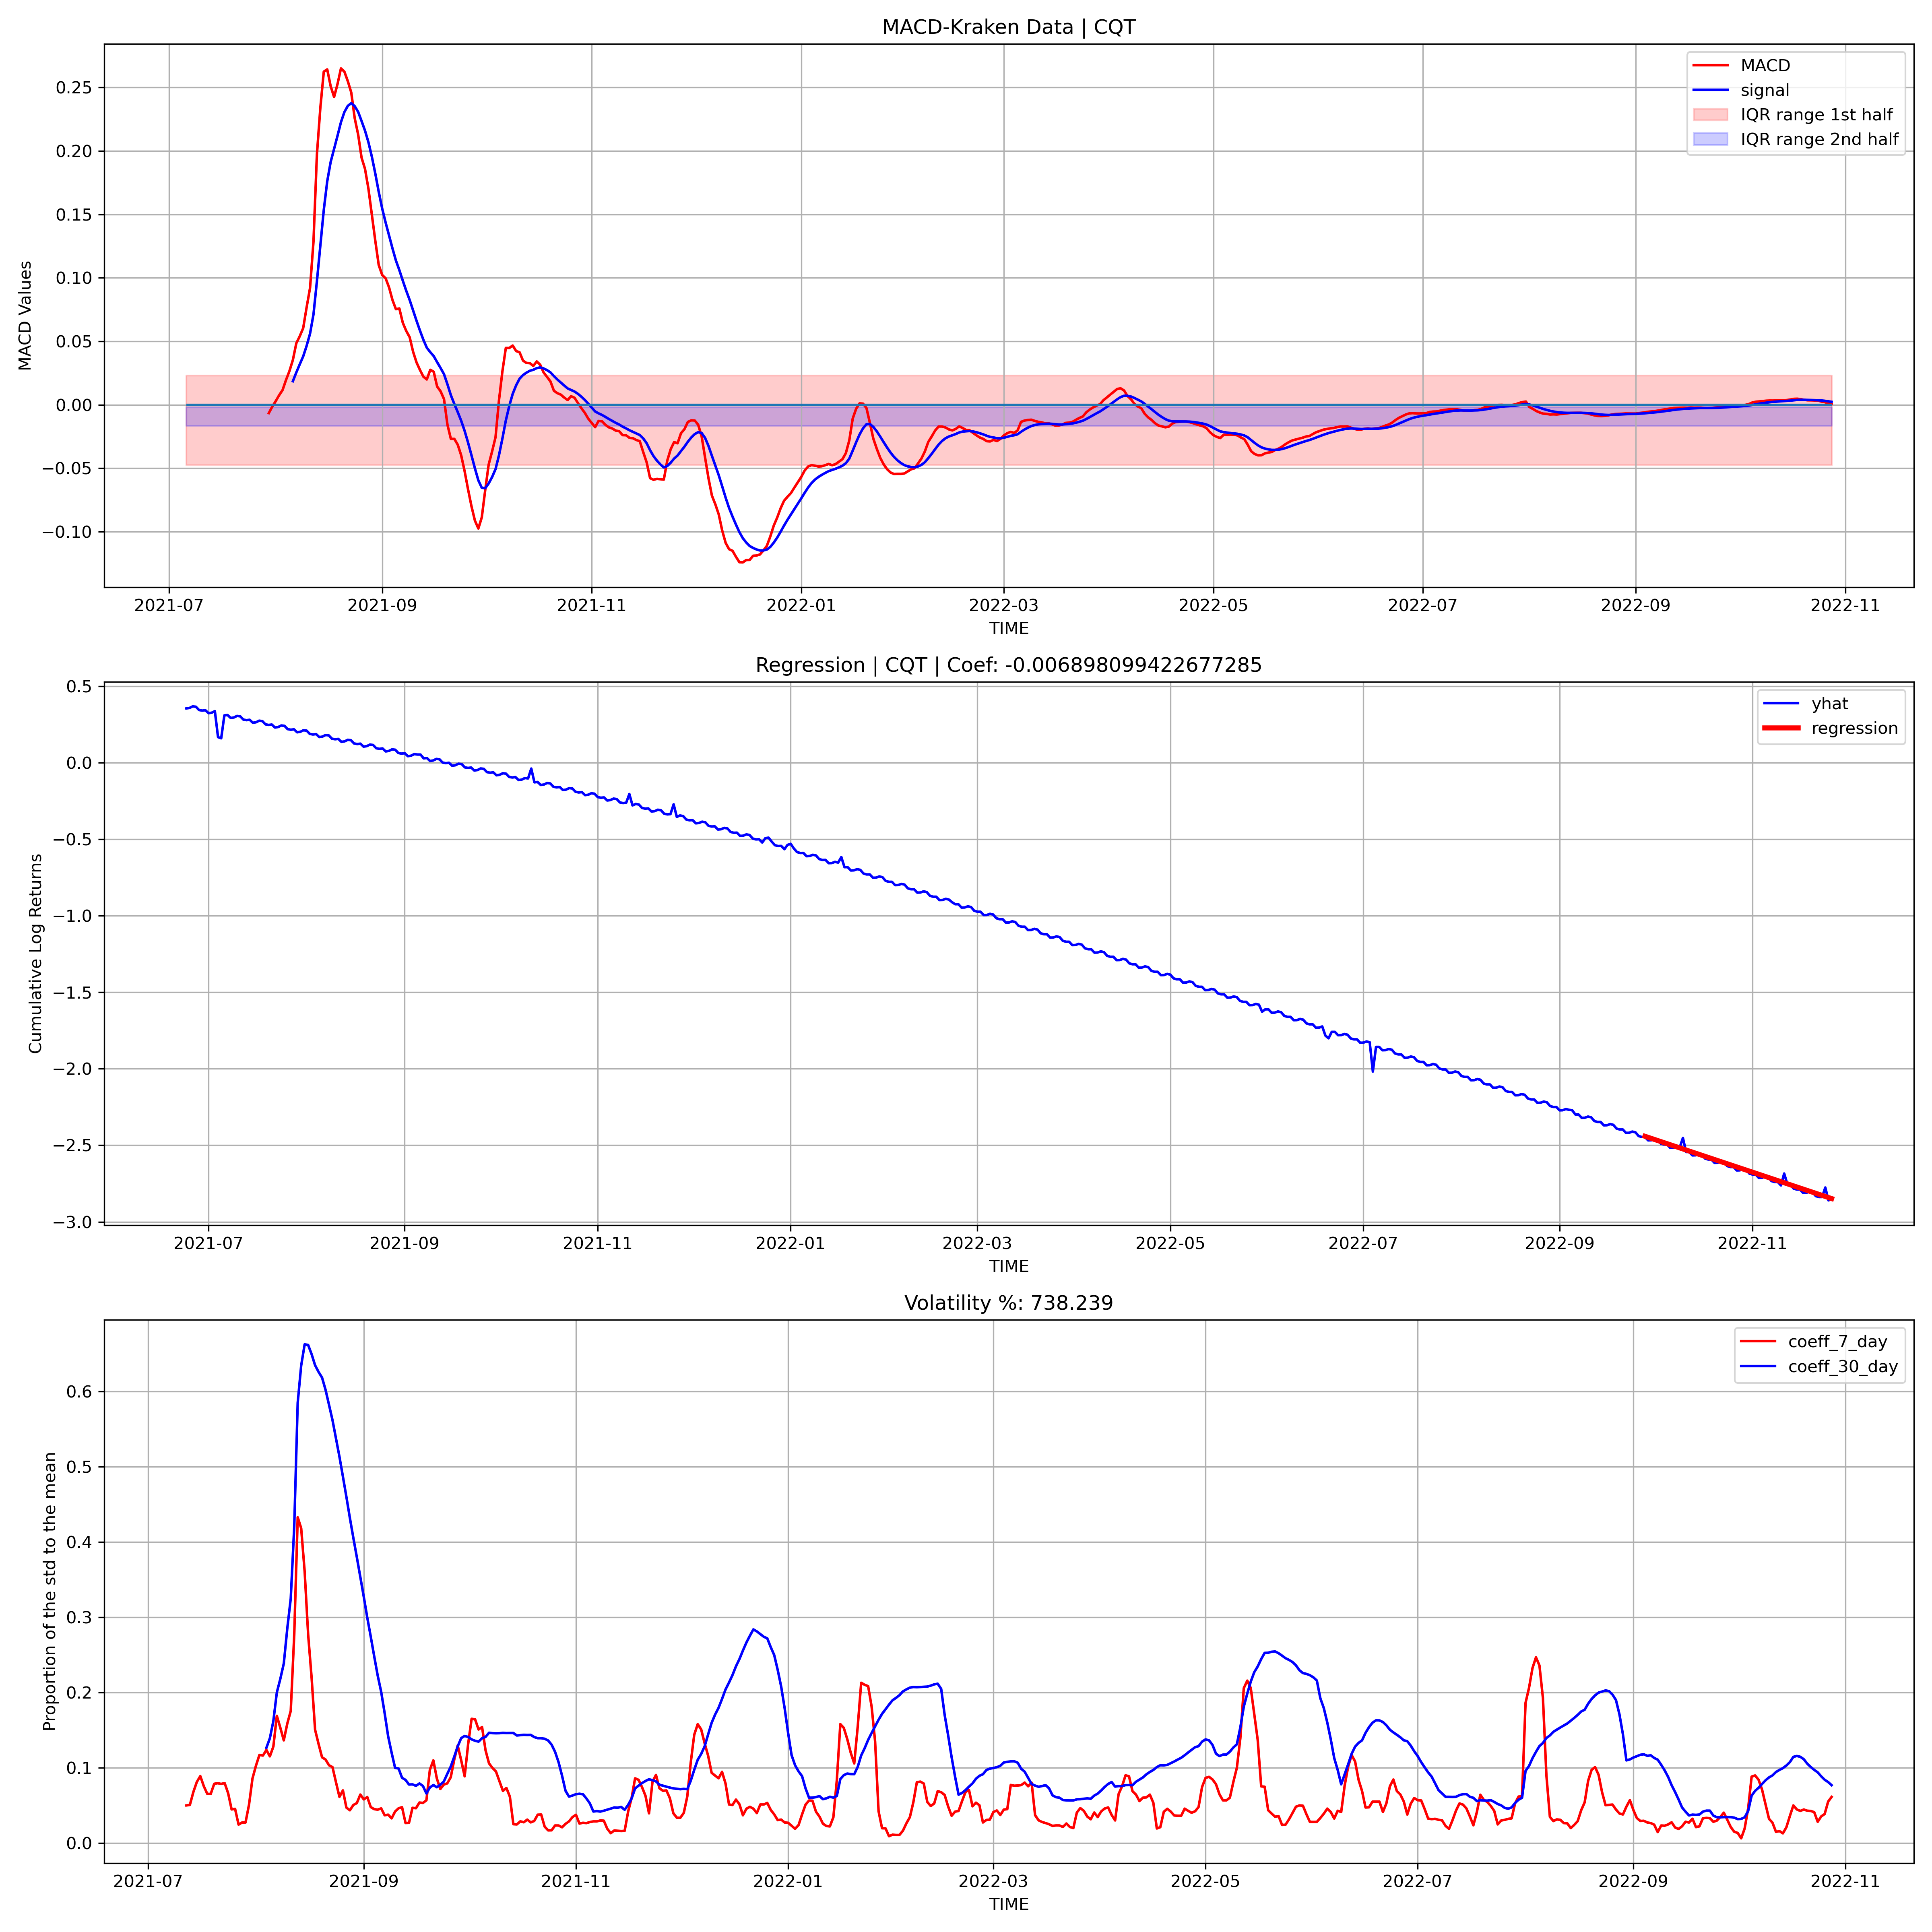 MACD-Kraken Data | CQT
MACD
signal
IQR range 1st half
IQR range 2nd half
MACD Values
0.25
0.20
0.15
0.10
0.05
0.00
−0.05
−0.10
2021-07 2021-09 2021-11 2022-01 2022-03 2022-05 2022-07 2022-09 2022-11
TIME
Regression | CQT | Coef: -0.006898099422677285
yhat
regression
Cumulative Log Returns
0.5
0.0
−0.5
−1.0
−1.5
−2.0
−2.5
−3.0
2021-07 2021-09 2021-11 2022-01 2022-03 2022-05 2022-07 2022-09 2022-11
TIME
Volatility %: 738.239
coeff_7_day
coeff_30_day
Proportion of the std to the mean
0.6
0.5
0.4
0.3
0.2
0.1
0.0
2021-07 2021-09 2021-11 2022-01 2022-03 2022-05 2022-07 2022-09 2022-11
TIME